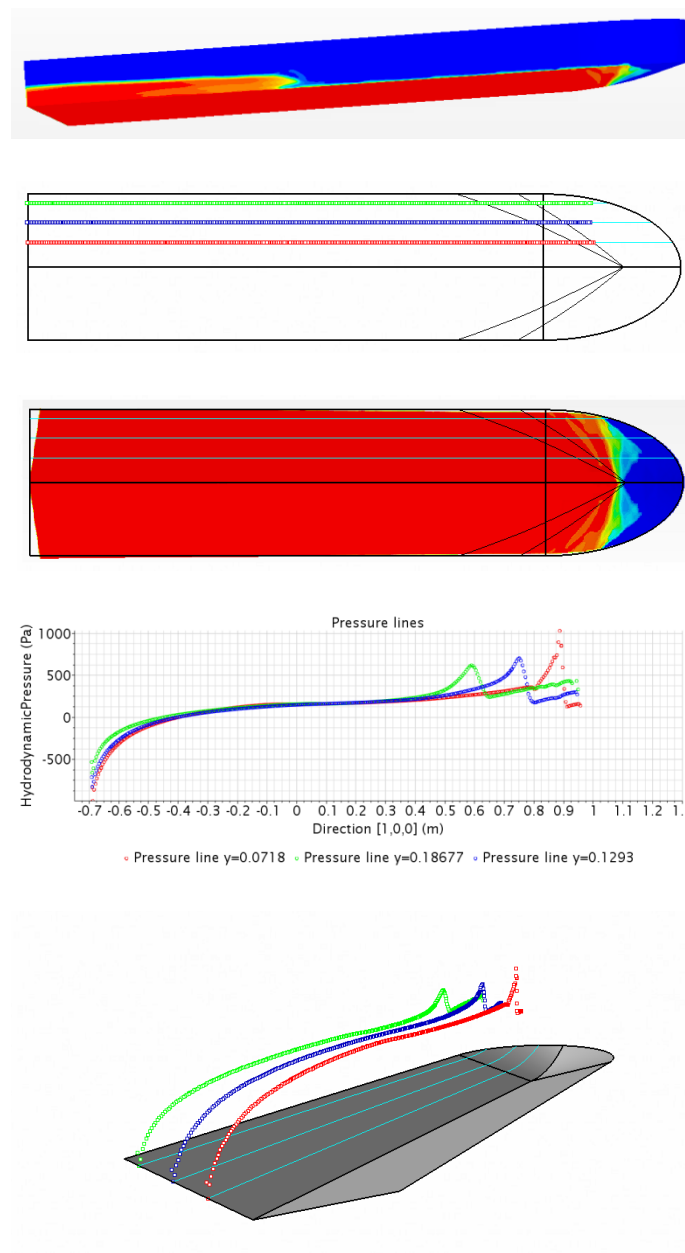 Pressure lines
HydrodynamicPressure (Pa)
1000
500
0
-500
-0.7 -0.6 -0.5 -0.4 -0.3 -0.2 -0.1 0 0.1 0.2 0.3 0.4 0.5 0.6 0.7 0.8 0.9 1 1.1 1.2 1.
Direction [1,0,0] (m)
Pressure line y=0.0718 Pressure line y=0.18677 Pressure line y=0.1293